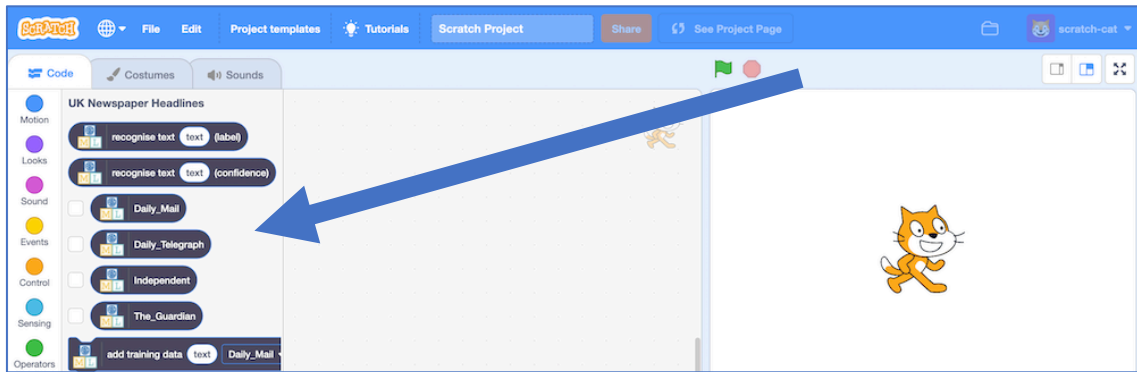 SCRATCH File Edit Project templates Tutorials Scratch Project Share See Project Page scratch-cat
Code Costumes Sounds
UK Newspaper Headlines
Motion
recognise text text (label)
Looks
recognise text text (confidence)
Sound
Daily_Mail
Events
Daily_Telegraph
Control
Independent
Sensing
The_Guardian
Operators
add training data text Daily_Mail